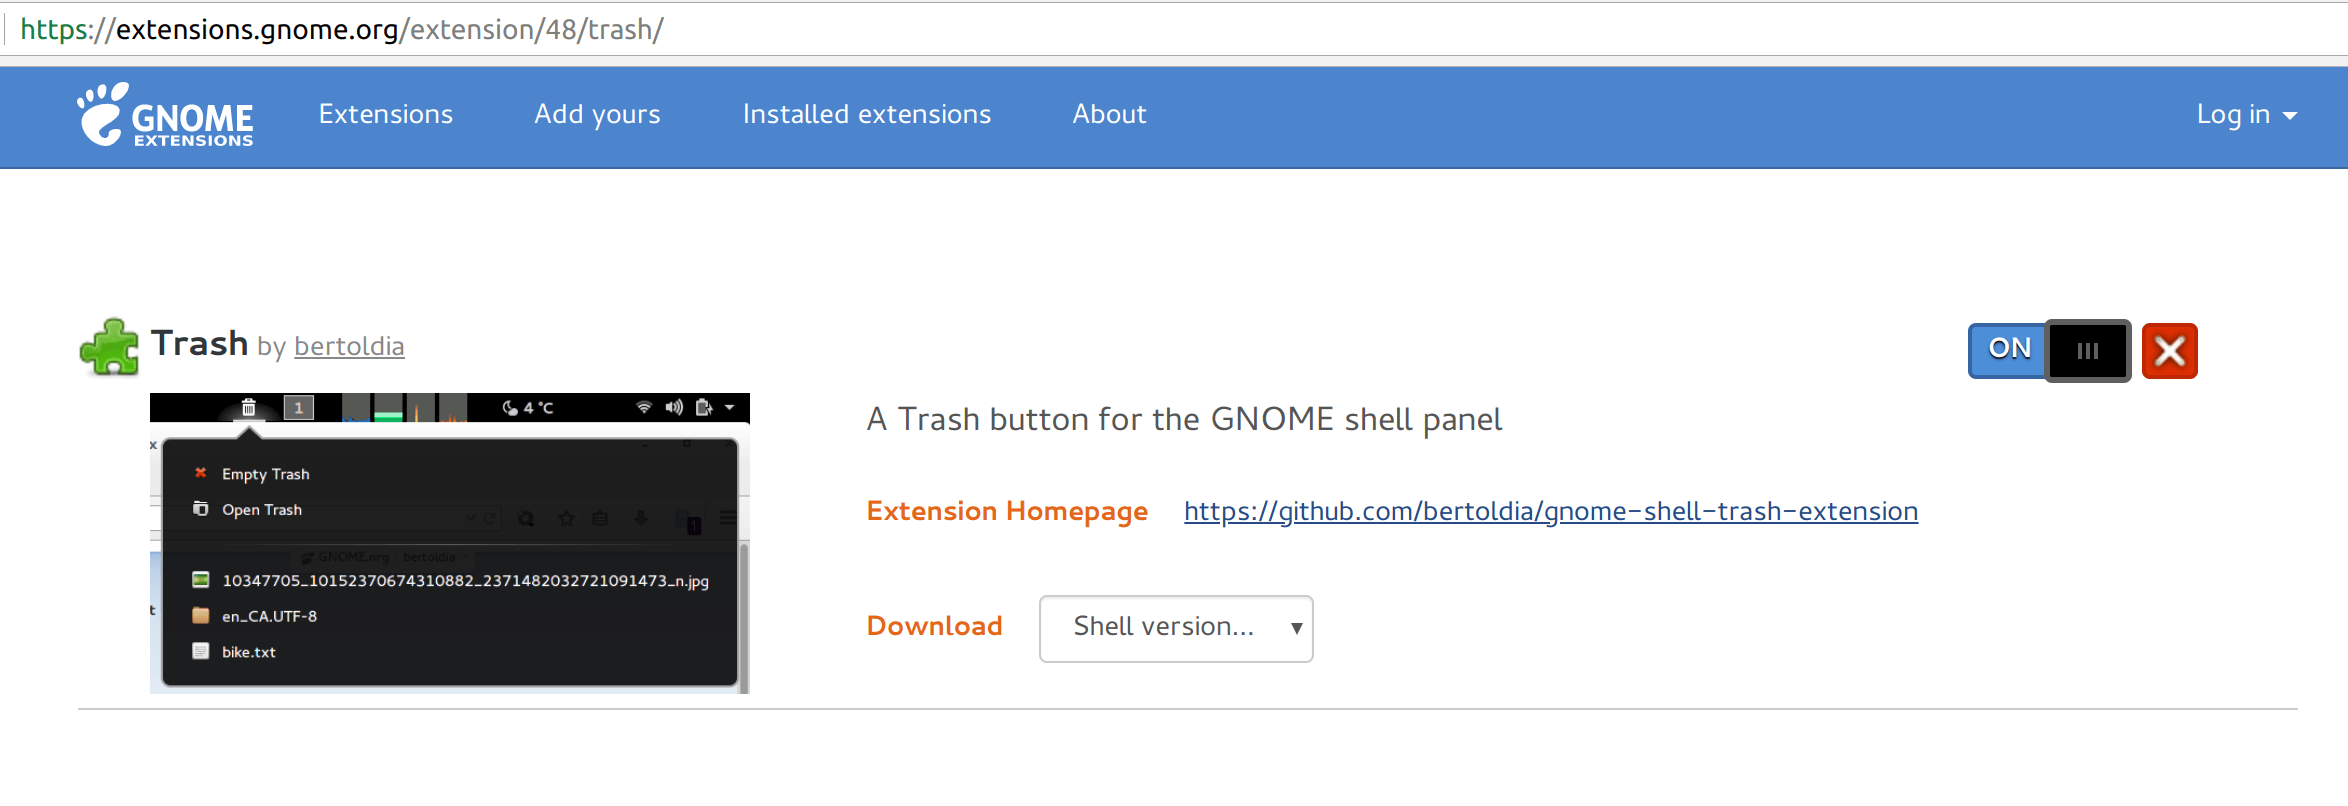 https://extensions.gnome.org/extension/48/trash/
GNOME
EXTENSIONS
Extensions
Add yours
Installed extensions
About
Log in
Trash by bertoldia
ON
1
4 °C
x
Empty Trash
Open Trash
1
GNOME.org
bertoldia
10347705_10152370674310882_2371482032721091473_n.jpg
t
en_CA.UTF-8
bike.txt
A Trash button for the GNOME shell panel
Extension Homepage https://github.com/bertoldia/gnome-shell-trash-extension
Download Shell version...